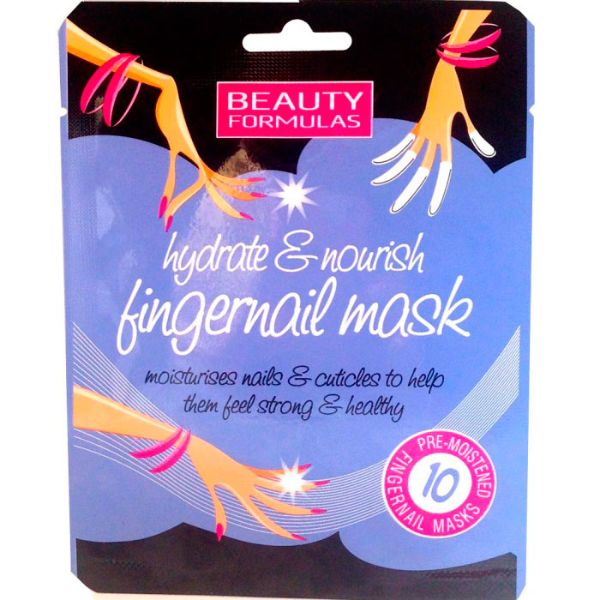 BEAUTY
FORMULAS
hydrate & nourish
fingernail mask
moisturises nails & cuticles to help
them feel strong & healthy
PRE-MOISTENED
10
FINGERNAIL MASKS